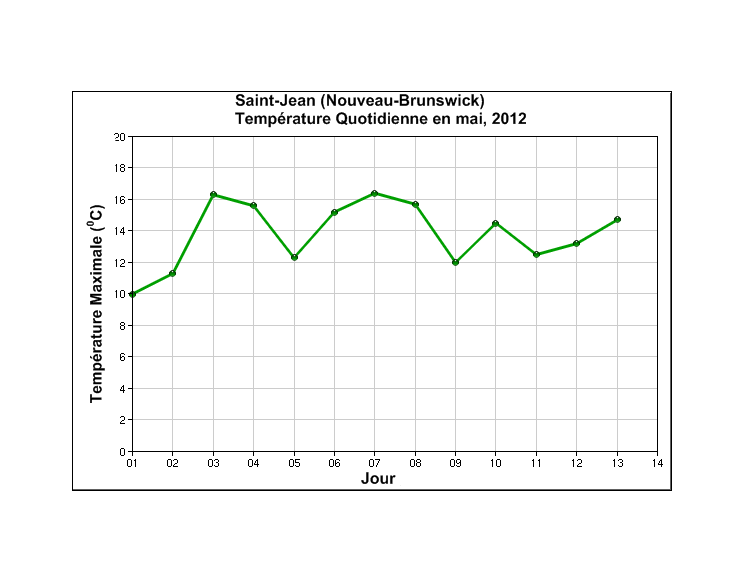 Saint-Jean (Nouveau-Brunswick)
Température Quotidienne en mai, 2012
Température Maximale (⁰C)
20
18
16
14
12
10
8
6
4
2
0
01 02 03 04 05 06 07 08 09 10 11 12 13 14
Jour